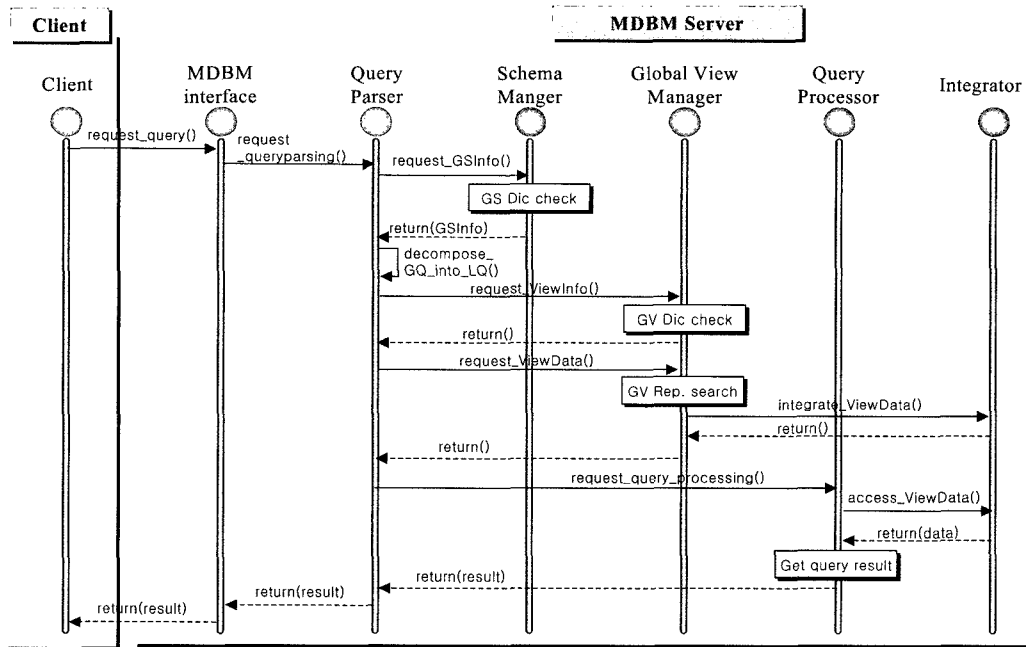 Client
MDBM Server
Client
MDBM
interface
Query
Parser
Schema
Manger
Global View
Manager
Query
Processor
Integrator
request_query()
request
_queryparsing()
request_GSInfo()
GS Dic check
return(GSInfo)
decompose_
GQ_into_LQ()
request_ViewInfo()
GV Dic check
return()
request_ViewData()
GV Rep. search
integrate_ViewData()
return()
return()
request_query_processing()
access_ViewData()
return(data)
Get query result
return(result)
return(result)
return(result)